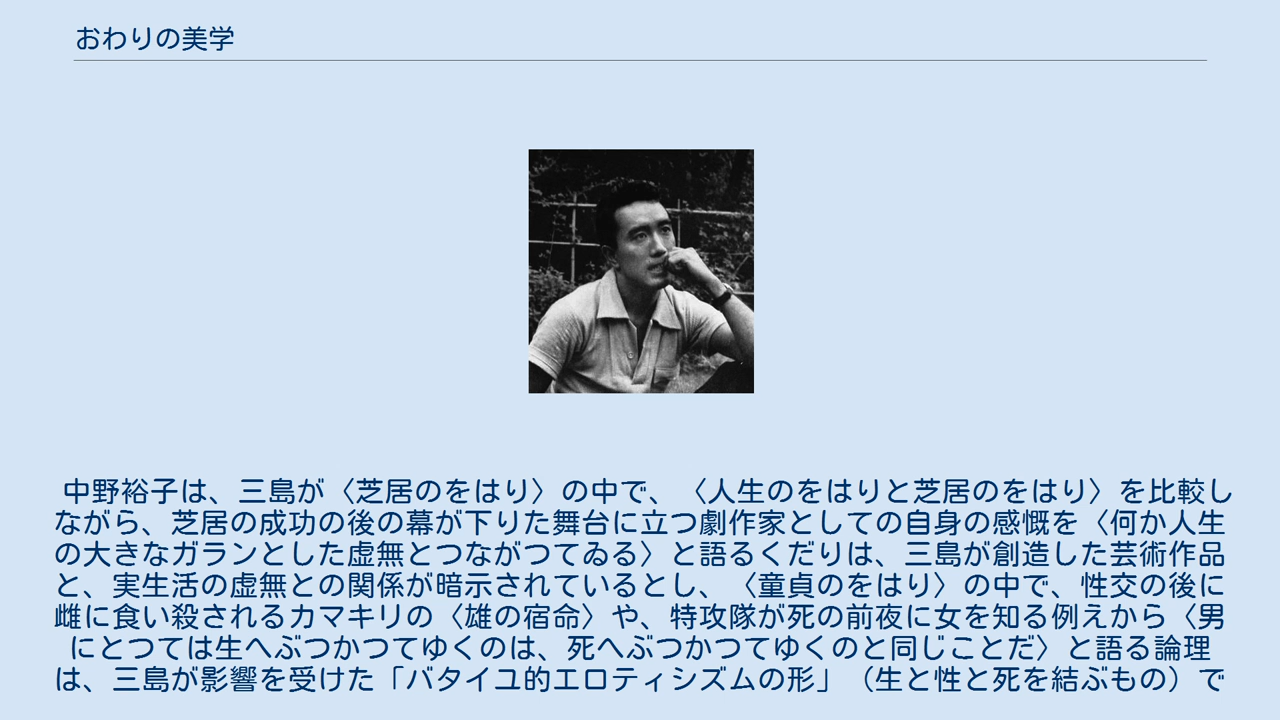 おわりの美学
中野裕子は、三島が〈芝居のをはり〉の中で、〈人生のをはりと芝居のをはり〉を比較し
ながら、芝居の成功の後の幕が下りた舞台に立つ劇作家としての自身の感慨を〈何か人生
の大きなガランとした虚無とつながつてゐる〉と語るくだりは、三島が創造した芸術作品
と、実生活の虚無との関係が暗示されているとし、〈童貞のをはり〉の中で、性交の後に
雌に食い殺されるカマキリの〈雄の宿命〉や、特攻隊が死の前夜に女を知る例えから〈男
にとつては生へぶつかつてゆくのは、死へぶつかつてゆくのと同じことだ〉と語る論理
は、三島が影響を受けた「バタイユ的エロティシズムの形」（生と性と死を結ぶもの）で